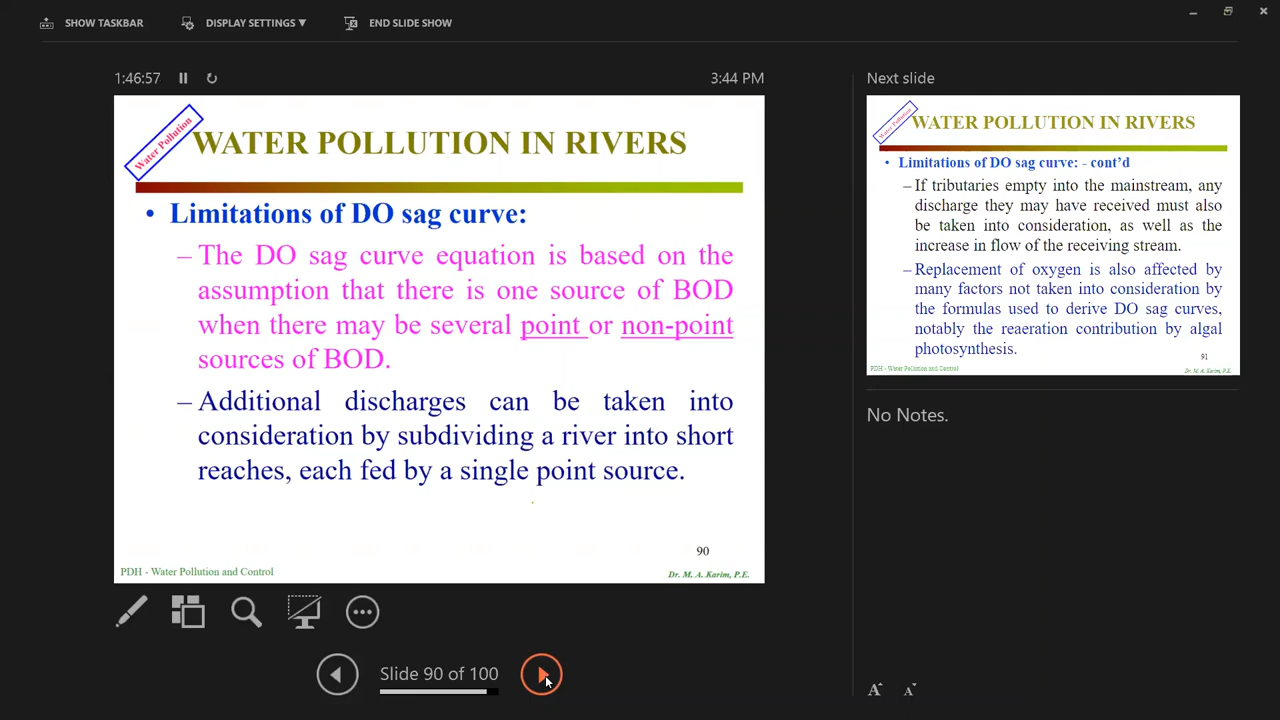 SHOW TASKBAR
DISPLAY SETTINGS ▼
END SLIDE SHOW
1:46:57
3:44 PM
Water Pollution
WATER POLLUTION IN RIVERS
• Limitations of DO sag curve:
– The DO sag curve equation is based on the
assumption that there is one source of BOD
when there may be several point or non-point
sources of BOD.
– Additional discharges can be taken into
consideration by subdividing a river into short
reaches, each fed by a single point source.
90
PDH - Water Pollution and Control
Dr. M. A. Karim, P.E.
Slide 90 of 100
Next slide
Water Pollution
WATER POLLUTION IN RIVERS
• Limitations of DO sag curve: - cont’d
– If tributaries empty into the mainstream, any
discharge they may have received must also
be taken into consideration, as well as the
increase in flow of the receiving stream.
– Replacement of oxygen is also affected by
many factors not taken into consideration by
the formulas used to derive DO sag curves,
notably the reaeration contribution by algal
photosynthesis.
91
PDH - Water Pollution and Control
Dr. M. A. Karim, P.E.
No Notes.
A A